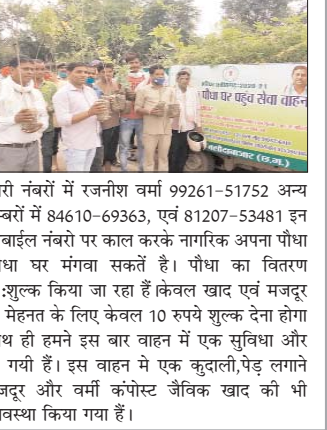 पौधा घर पहुंच सेवा वाहन
बलौदाबाजार (छ.ग.)
री नंबरों में रजनीश वर्मा 99261-51752 अन्य
म्बरों में 84610-69363, एवं 81207-53481 इन
बाईल नंबरो पर काल करके नागरिक अपना पौधा
धा घर मंगवा सकतें है। पौधा का वितरण
:शुल्क किया जा रहा हैं।केवल खाद एवं मजदूर
मेहनत के लिए केवल 10 रुपये शुल्क देना होगा
थ ही हमने इस बार वाहन में एक सुविधा और
गयी हैं। इस वाहन मे एक कुदाली,पेड़ लगाने
जदूर और वर्मी कंपोस्ट जैविक खाद की भी
वस्था किया गया हैं।